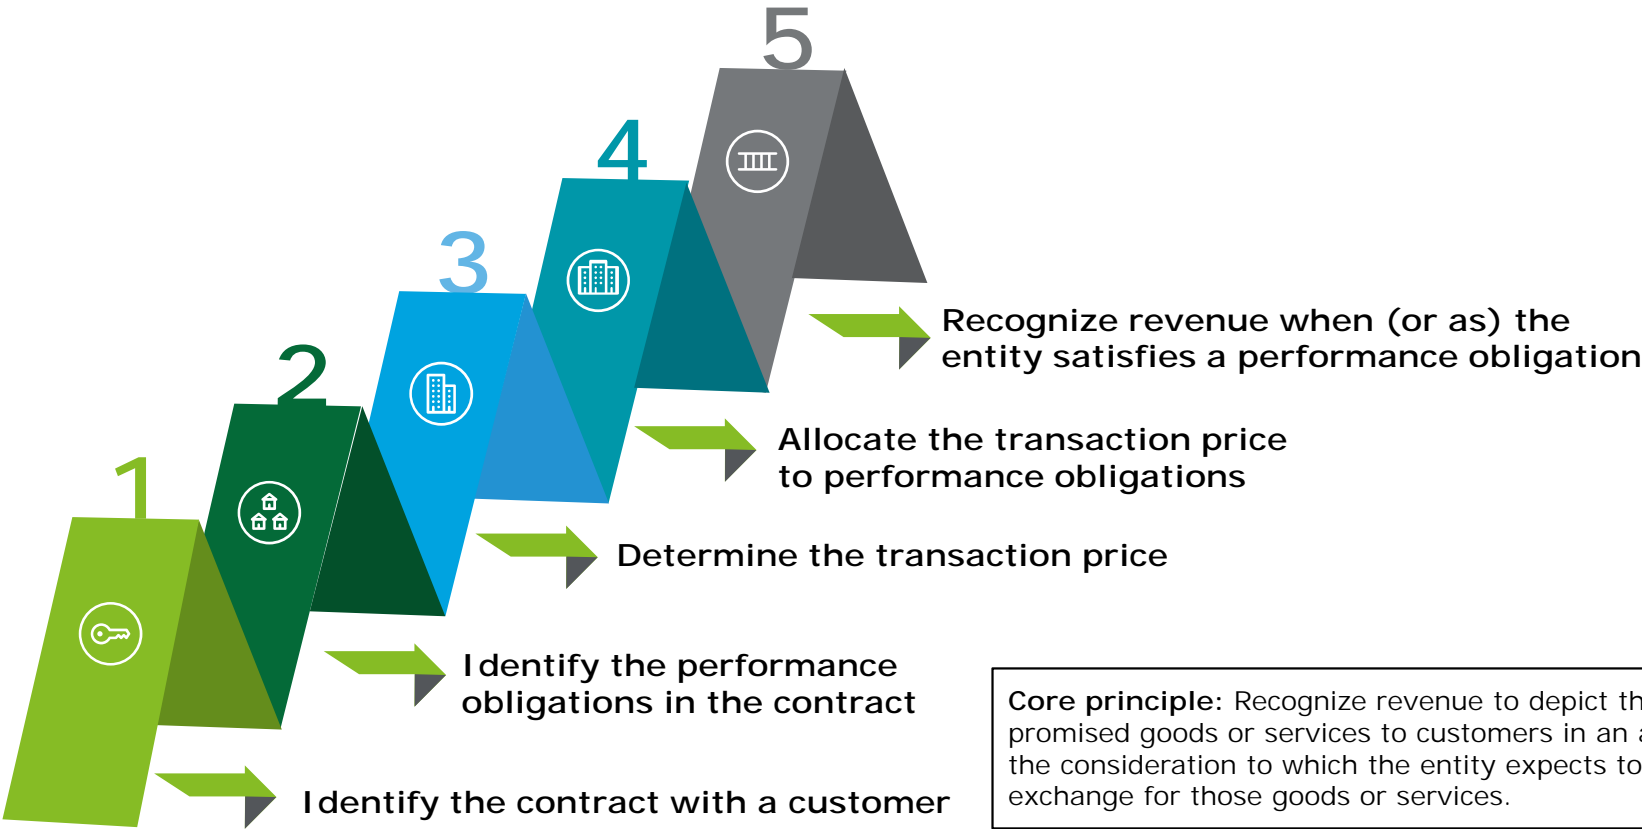 5
4
3
2
1
Recognize revenue when (or as) the
entity satisfies a performance obligation
Allocate the transaction price
to performance obligations
Determine the transaction price
Identify the performance
obligations in the contract
Identify the contract with a customer
Core principle: Recognize revenue to depict
promised goods or services to customers in an
the consideration to which the entity expects to
exchange for those goods or services.